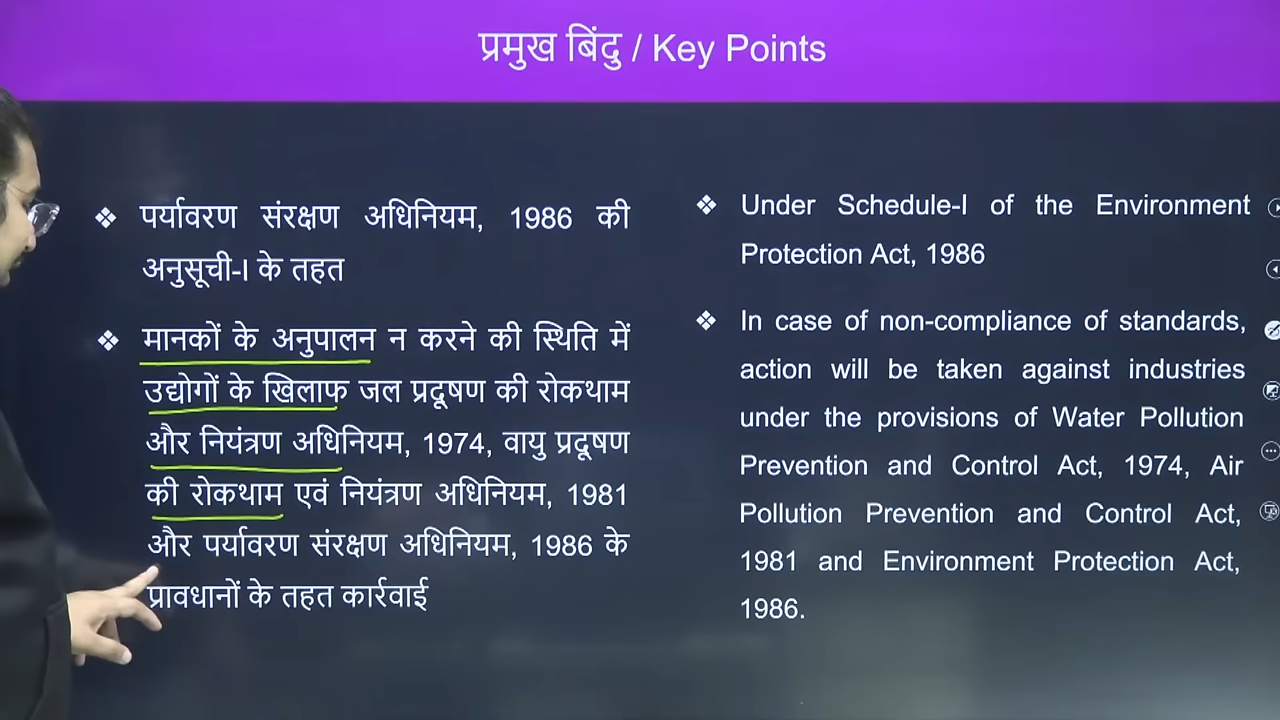 प्रमुख बिंदु / Key Points
❖ पर्यावरण संरक्षण अधिनियम, 1986 की
अनुसूची-I के तहत
❖ मानकों के अनुपालन न करने की स्थिति में
उद्योगों के खिलाफ जल प्रदूषण की रोकथाम
और नियंत्रण अधिनियम, 1974, वायु प्रदूषण
की रोकथाम एवं नियंत्रण अधिनियम, 1981
और पर्यावरण संरक्षण अधिनियम, 1986 के
प्रावधानों के तहत कार्रवाई
❖ Under Schedule-I of the Environment
Protection Act, 1986
❖ In case of non-compliance of standards,
action will be taken against industries
under the provisions of Water Pollution
Prevention and Control Act, 1974, Air
Pollution Prevention and Control Act,
1981 and Environment Protection Act,
1986.